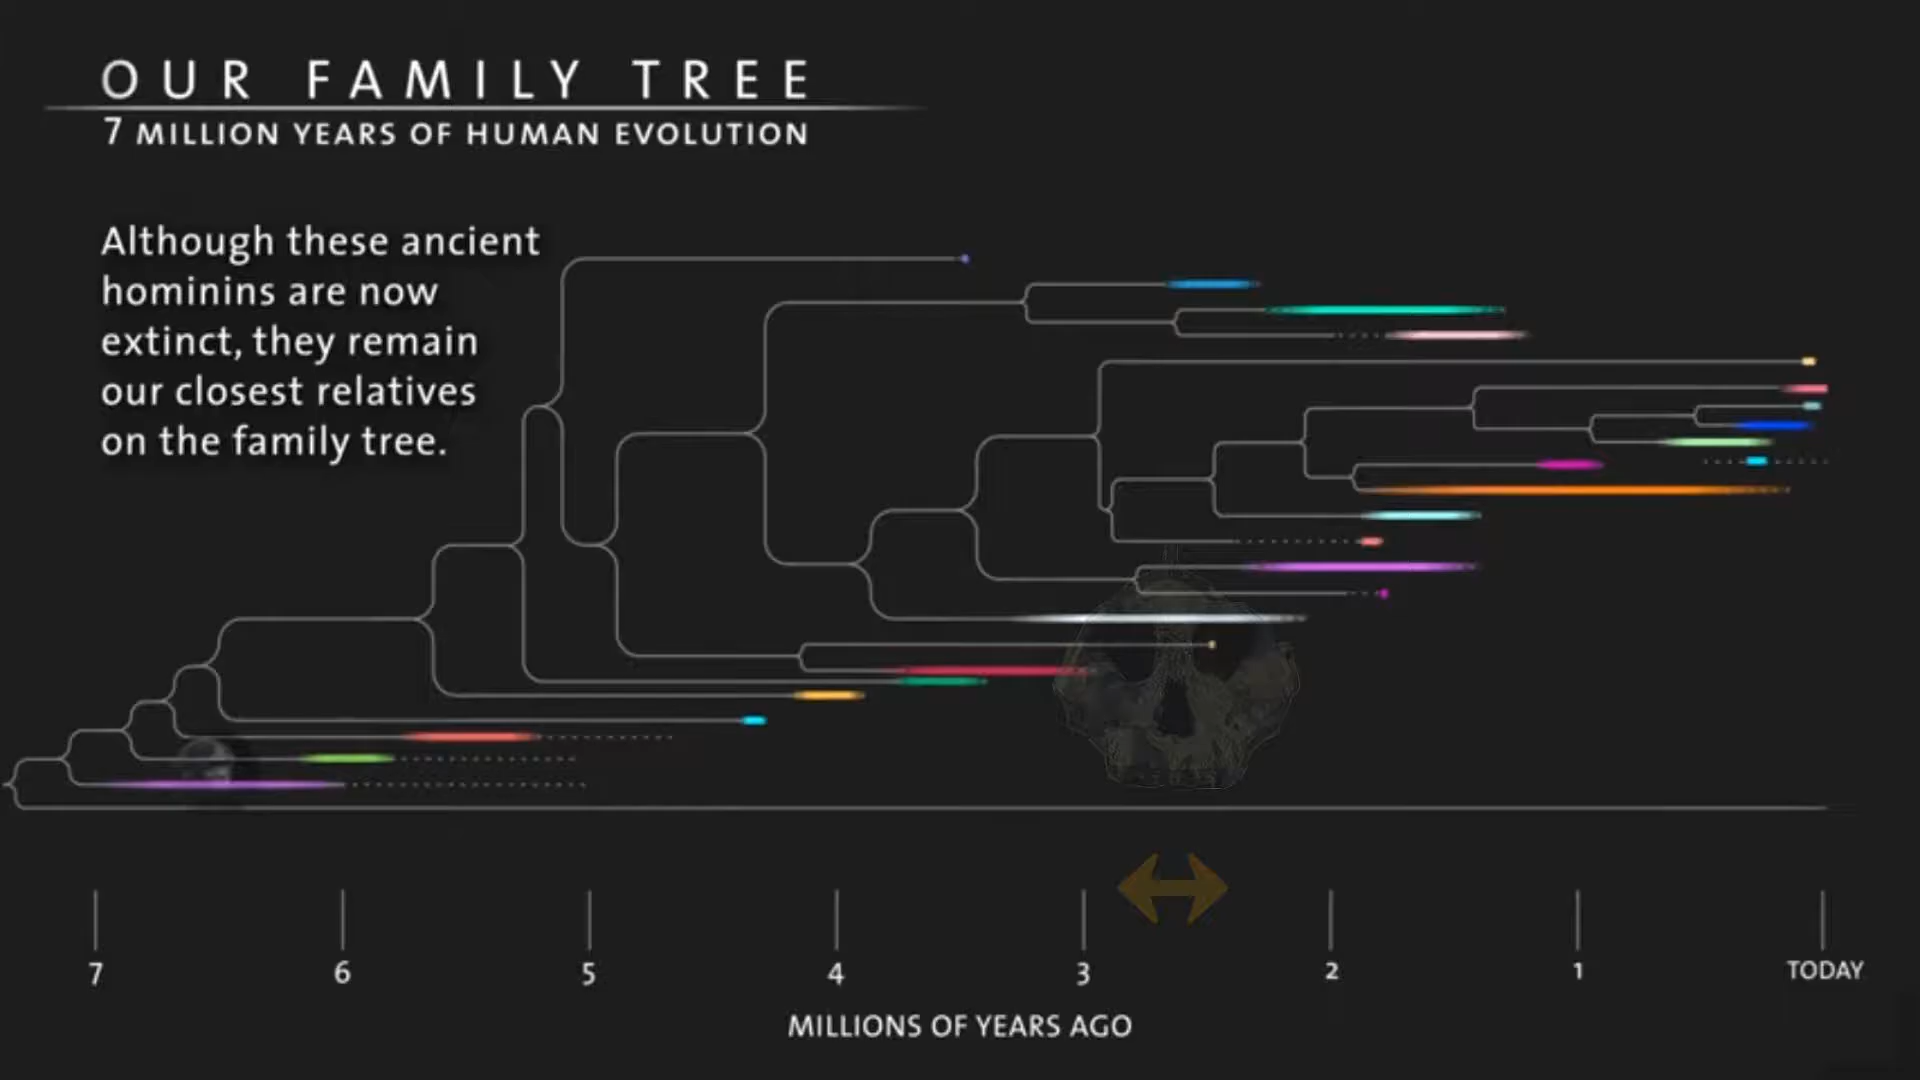 OUR FAMILY TREE
7 MILLION YEARS OF HUMAN EVOLUTION
Although these ancient
hominins are now
extinct, they remain
our closest relatives
on the family tree.
7 6 5 4 3 2 1 TODAY
MILLIONS OF YEARS AGO